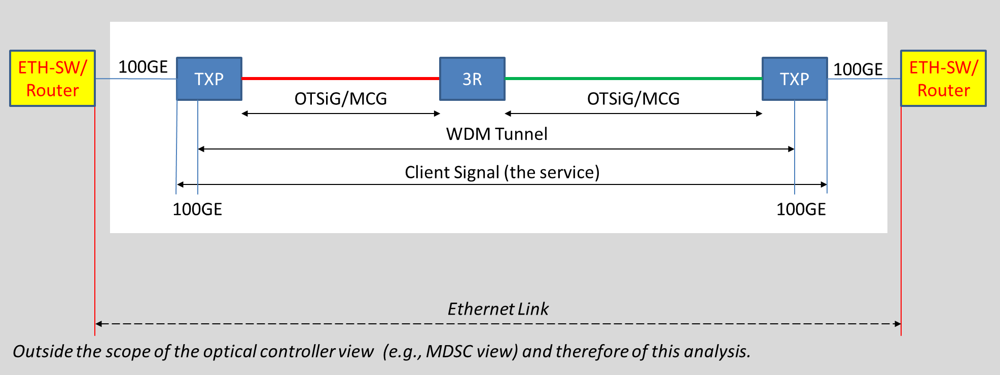 ETH-SW/
Router
100GE
TXP
3R
TXP
100GE
ETH-SW/
Router
OTSiG/MCG
OTSiG/MCG
WDM Tunnel
Client Signal (the service)
100GE
100GE
Ethernet Link
Outside the scope of the optical controller view  (e.g., MDSC view) and therefore of this analysis.